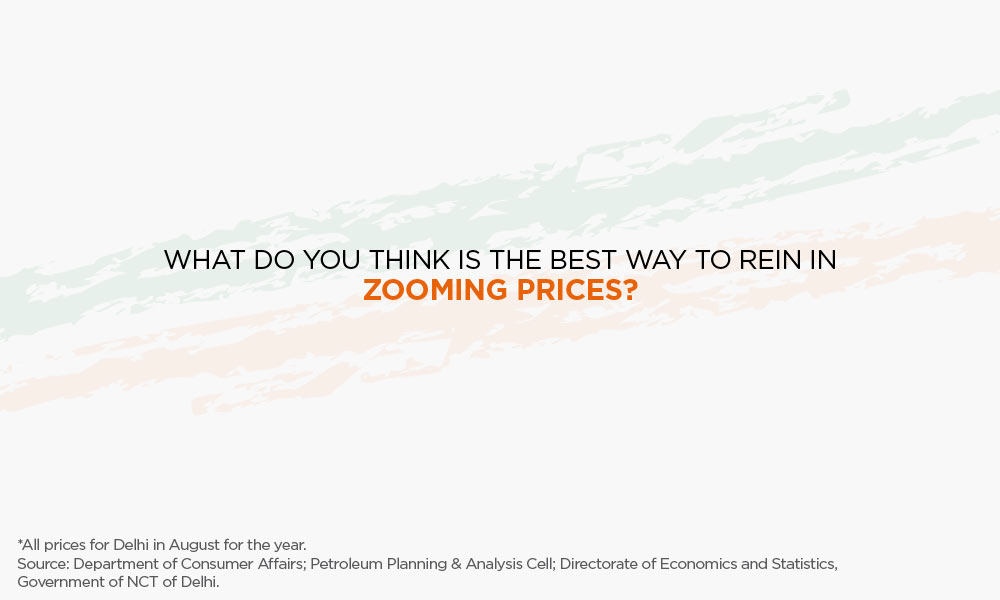 WHAT DO YOU THINK IS THE BEST WAY TO REIN IN
ZOOMING PRICES?
*All prices for Delhi in August for the year.
Source: Department of Consumer Affairs; Petroleum Planning & Analysis Cell; Directorate of Economics and Statistics,
Government of NCT of Delhi.